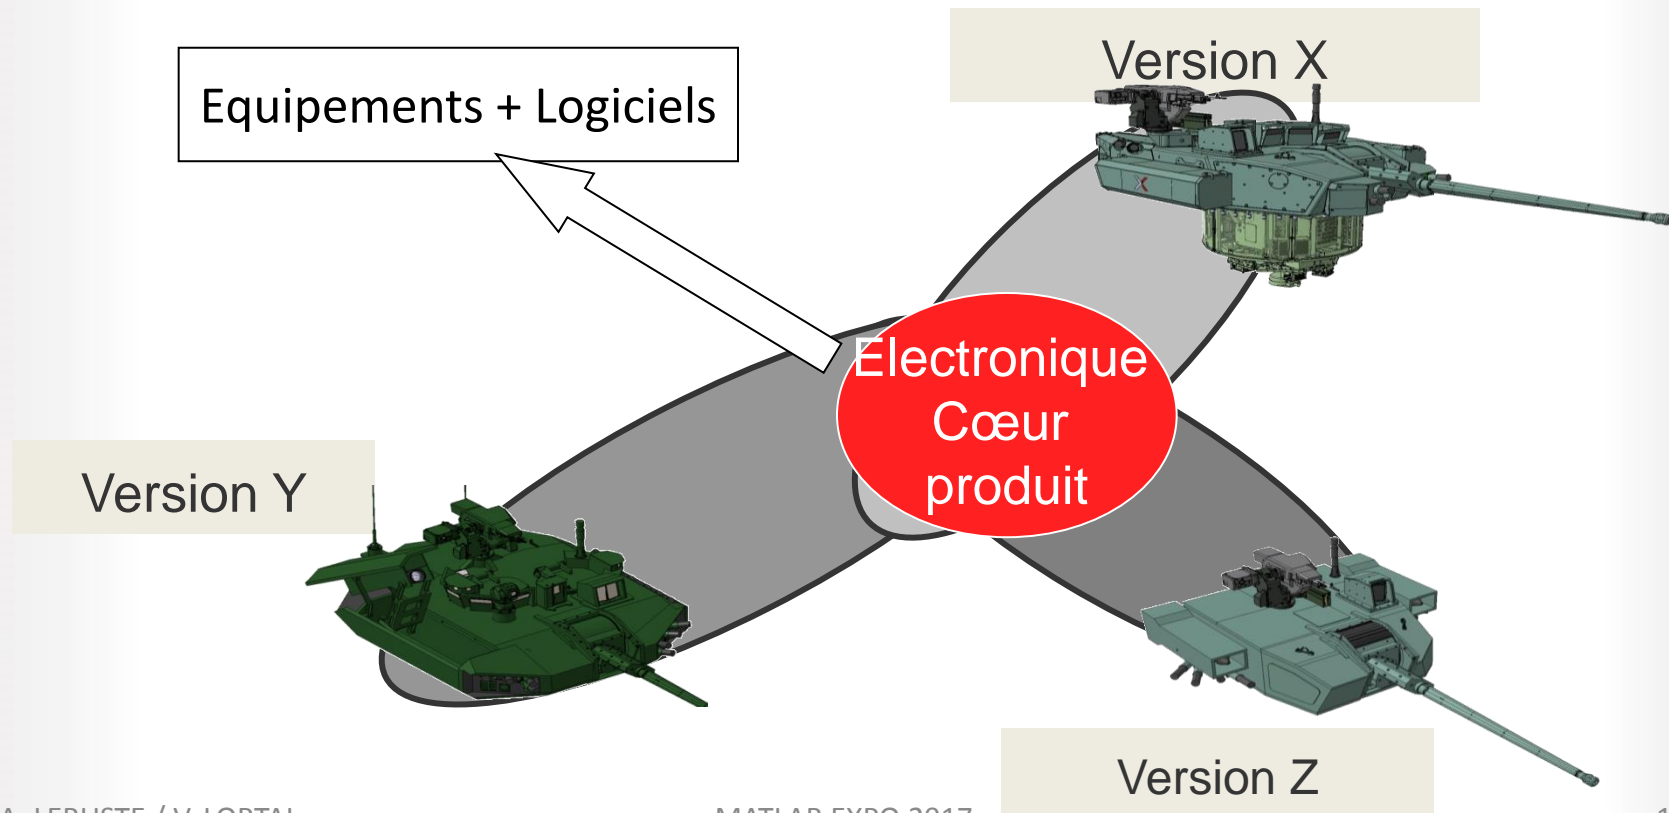 Version X
Equipements + Logiciels
Electronique
Cœur
produit
Version Y
Version Z